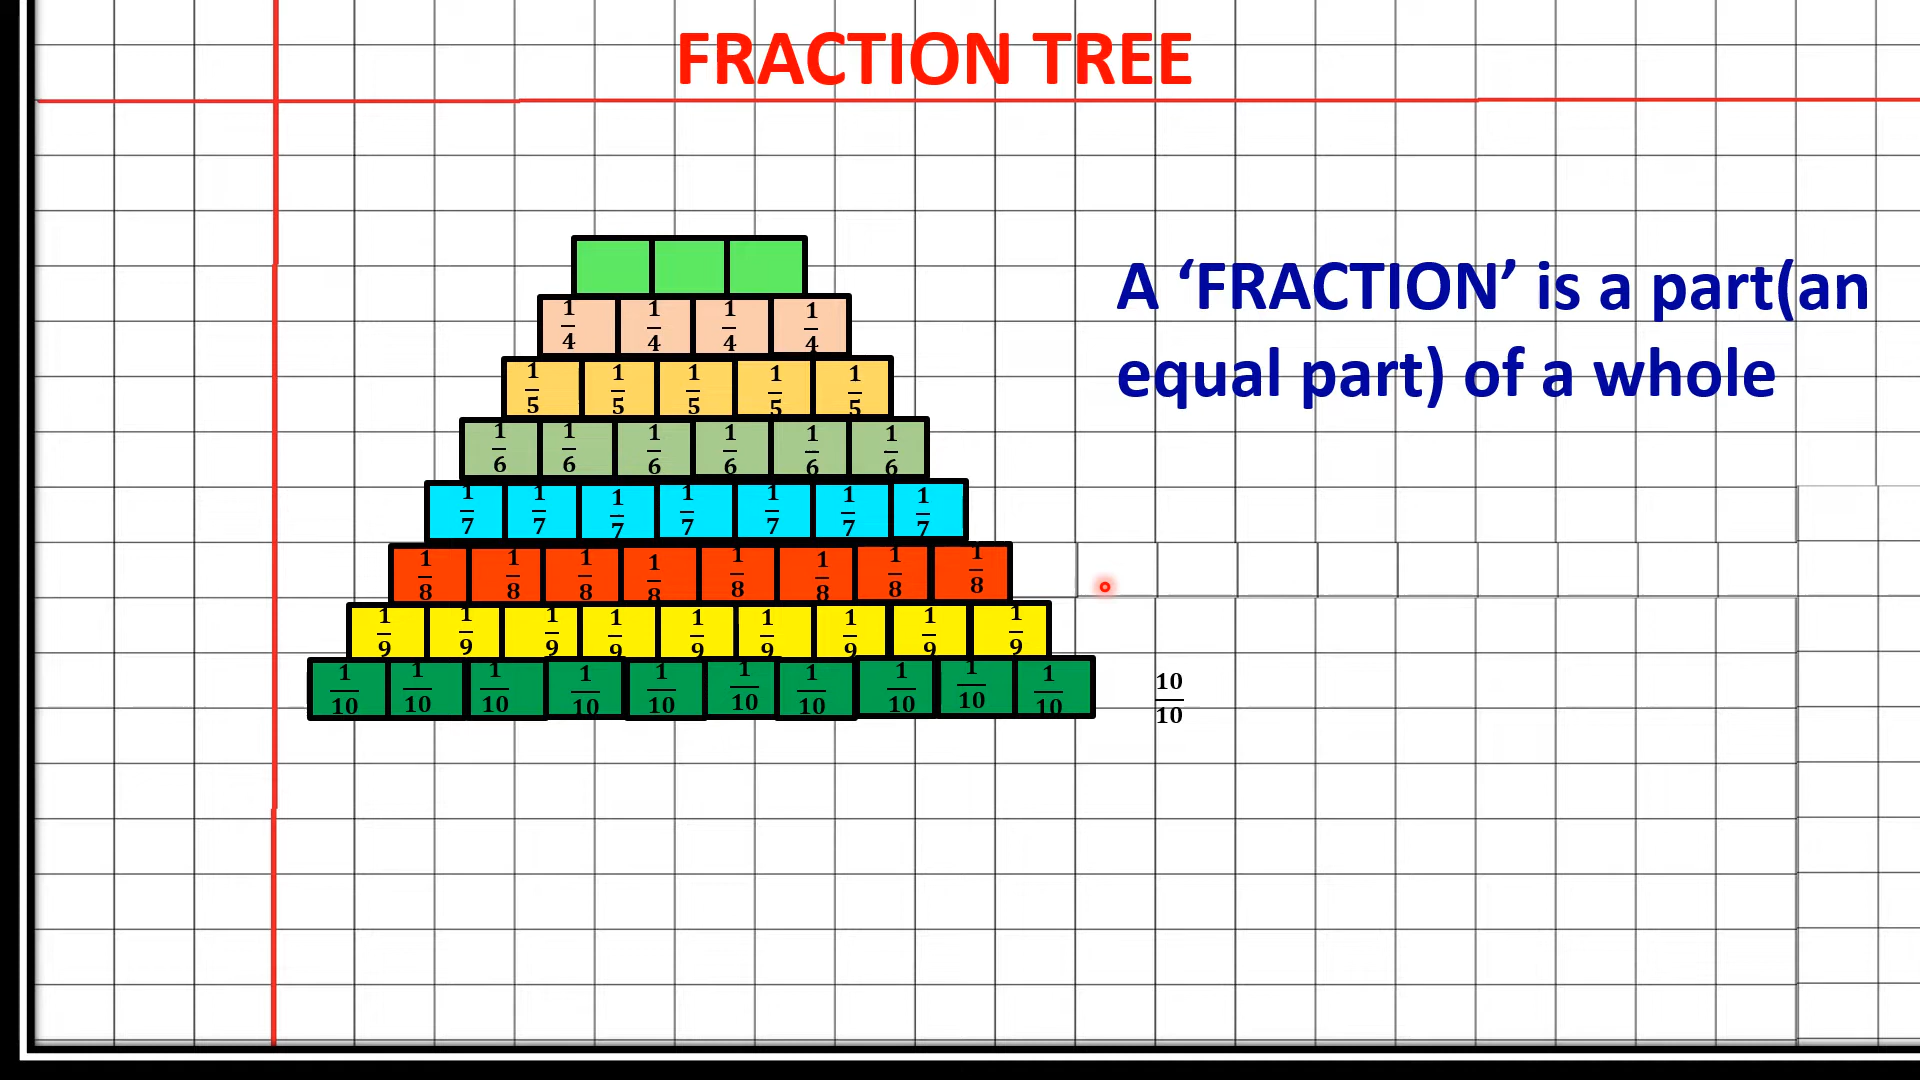 FRACTION TREE
A ‘FRACTION’ is a part(an
equal part) of a whole
1/4 1/4 1/4 1/4
1/5 1/5 1/5 1/5 1/5
1/6 1/6 1/6 1/6 1/6 1/6
1/7 1/7 1/7 1/7 1/7 1/7 1/7
1/8 1/8 1/8 1/8 1/8 1/8 1/8 1/8
1/9 1/9 1/9 1/9 1/9 1/9 1/9 1/9 1/9
1/10 1/10 1/10 1/10 1/10 1/10 1/10 1/10 1/10 1/10 10/10